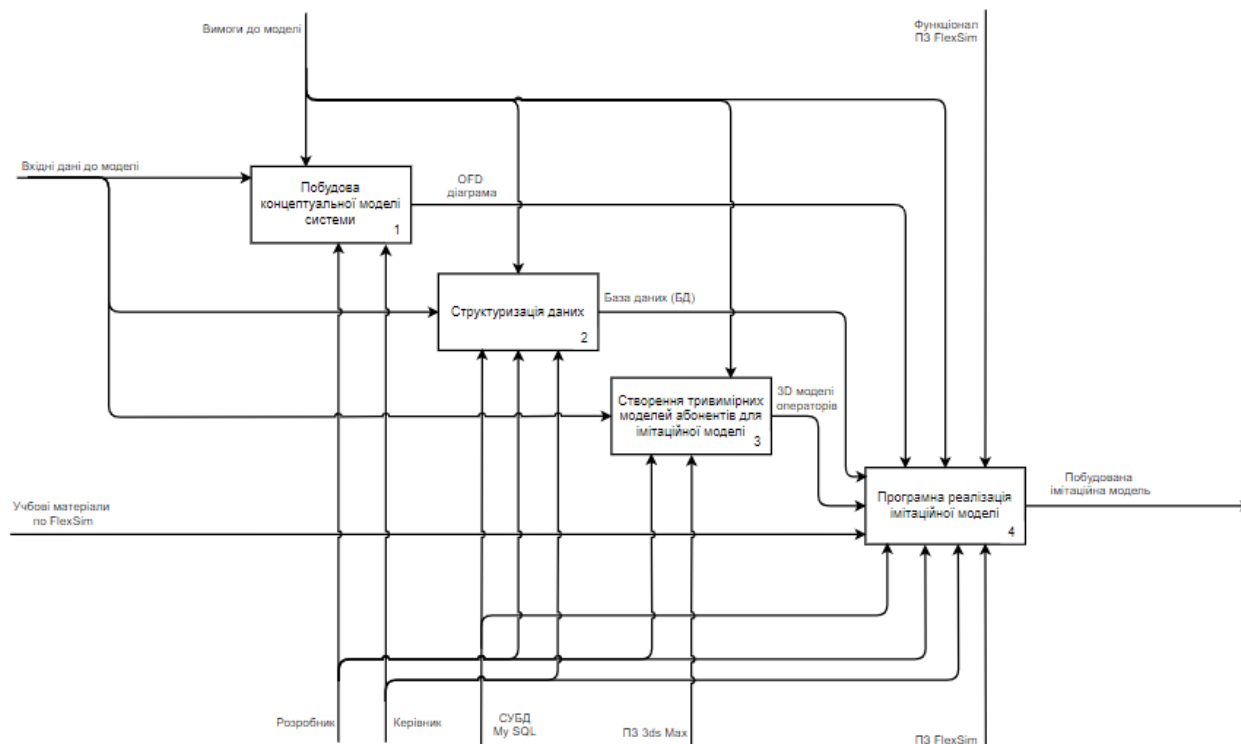 Вимоги до моделі
Функціонал
ПЗ FlexSim
Вхідні дані до моделі
Побудова
концептуальної моделі
системи
1
OFD
діаграма
Структуризація даних
2
База даних (БД)
Створення тривимірних
моделей абонентів для
імітаційної моделі
3
3D моделі
операторів
Учбові матеріали
по FlexSim
Програмна реалізація
імітаційної моделі
4
Побудована
імітаційна модель
Розробник
Керівник
СУБД
My SQL
ПЗ 3ds Max
ПЗ FlexSim